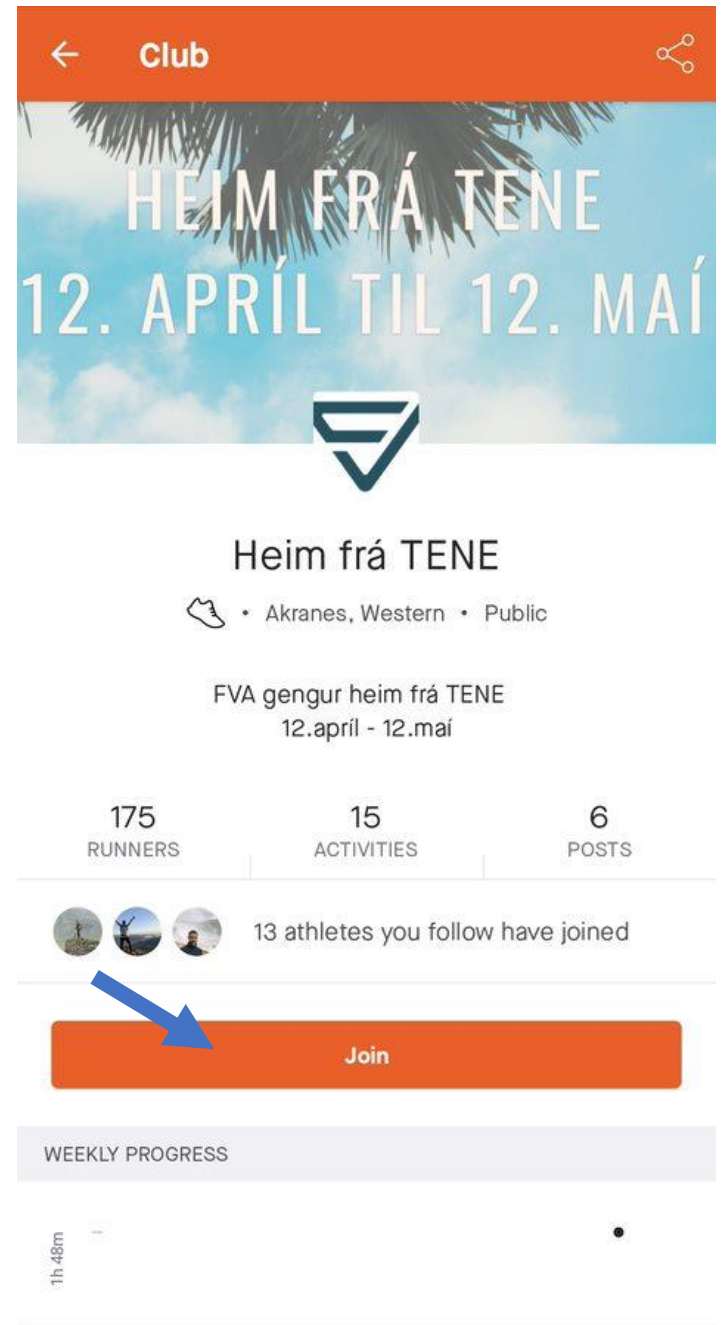 Club
HEIM FRÁ TENE
12. APRÍL TIL 12. MAÍ
Heim frá TENE
• Akranes, Western • Public
FVA gengur heim frá TENE
12.apríl - 12.maí
175 15 6
RUNNERS ACTIVITIES POSTS
13 athletes you follow have joined
Join
WEEKLY PROGRESS
1h 48m